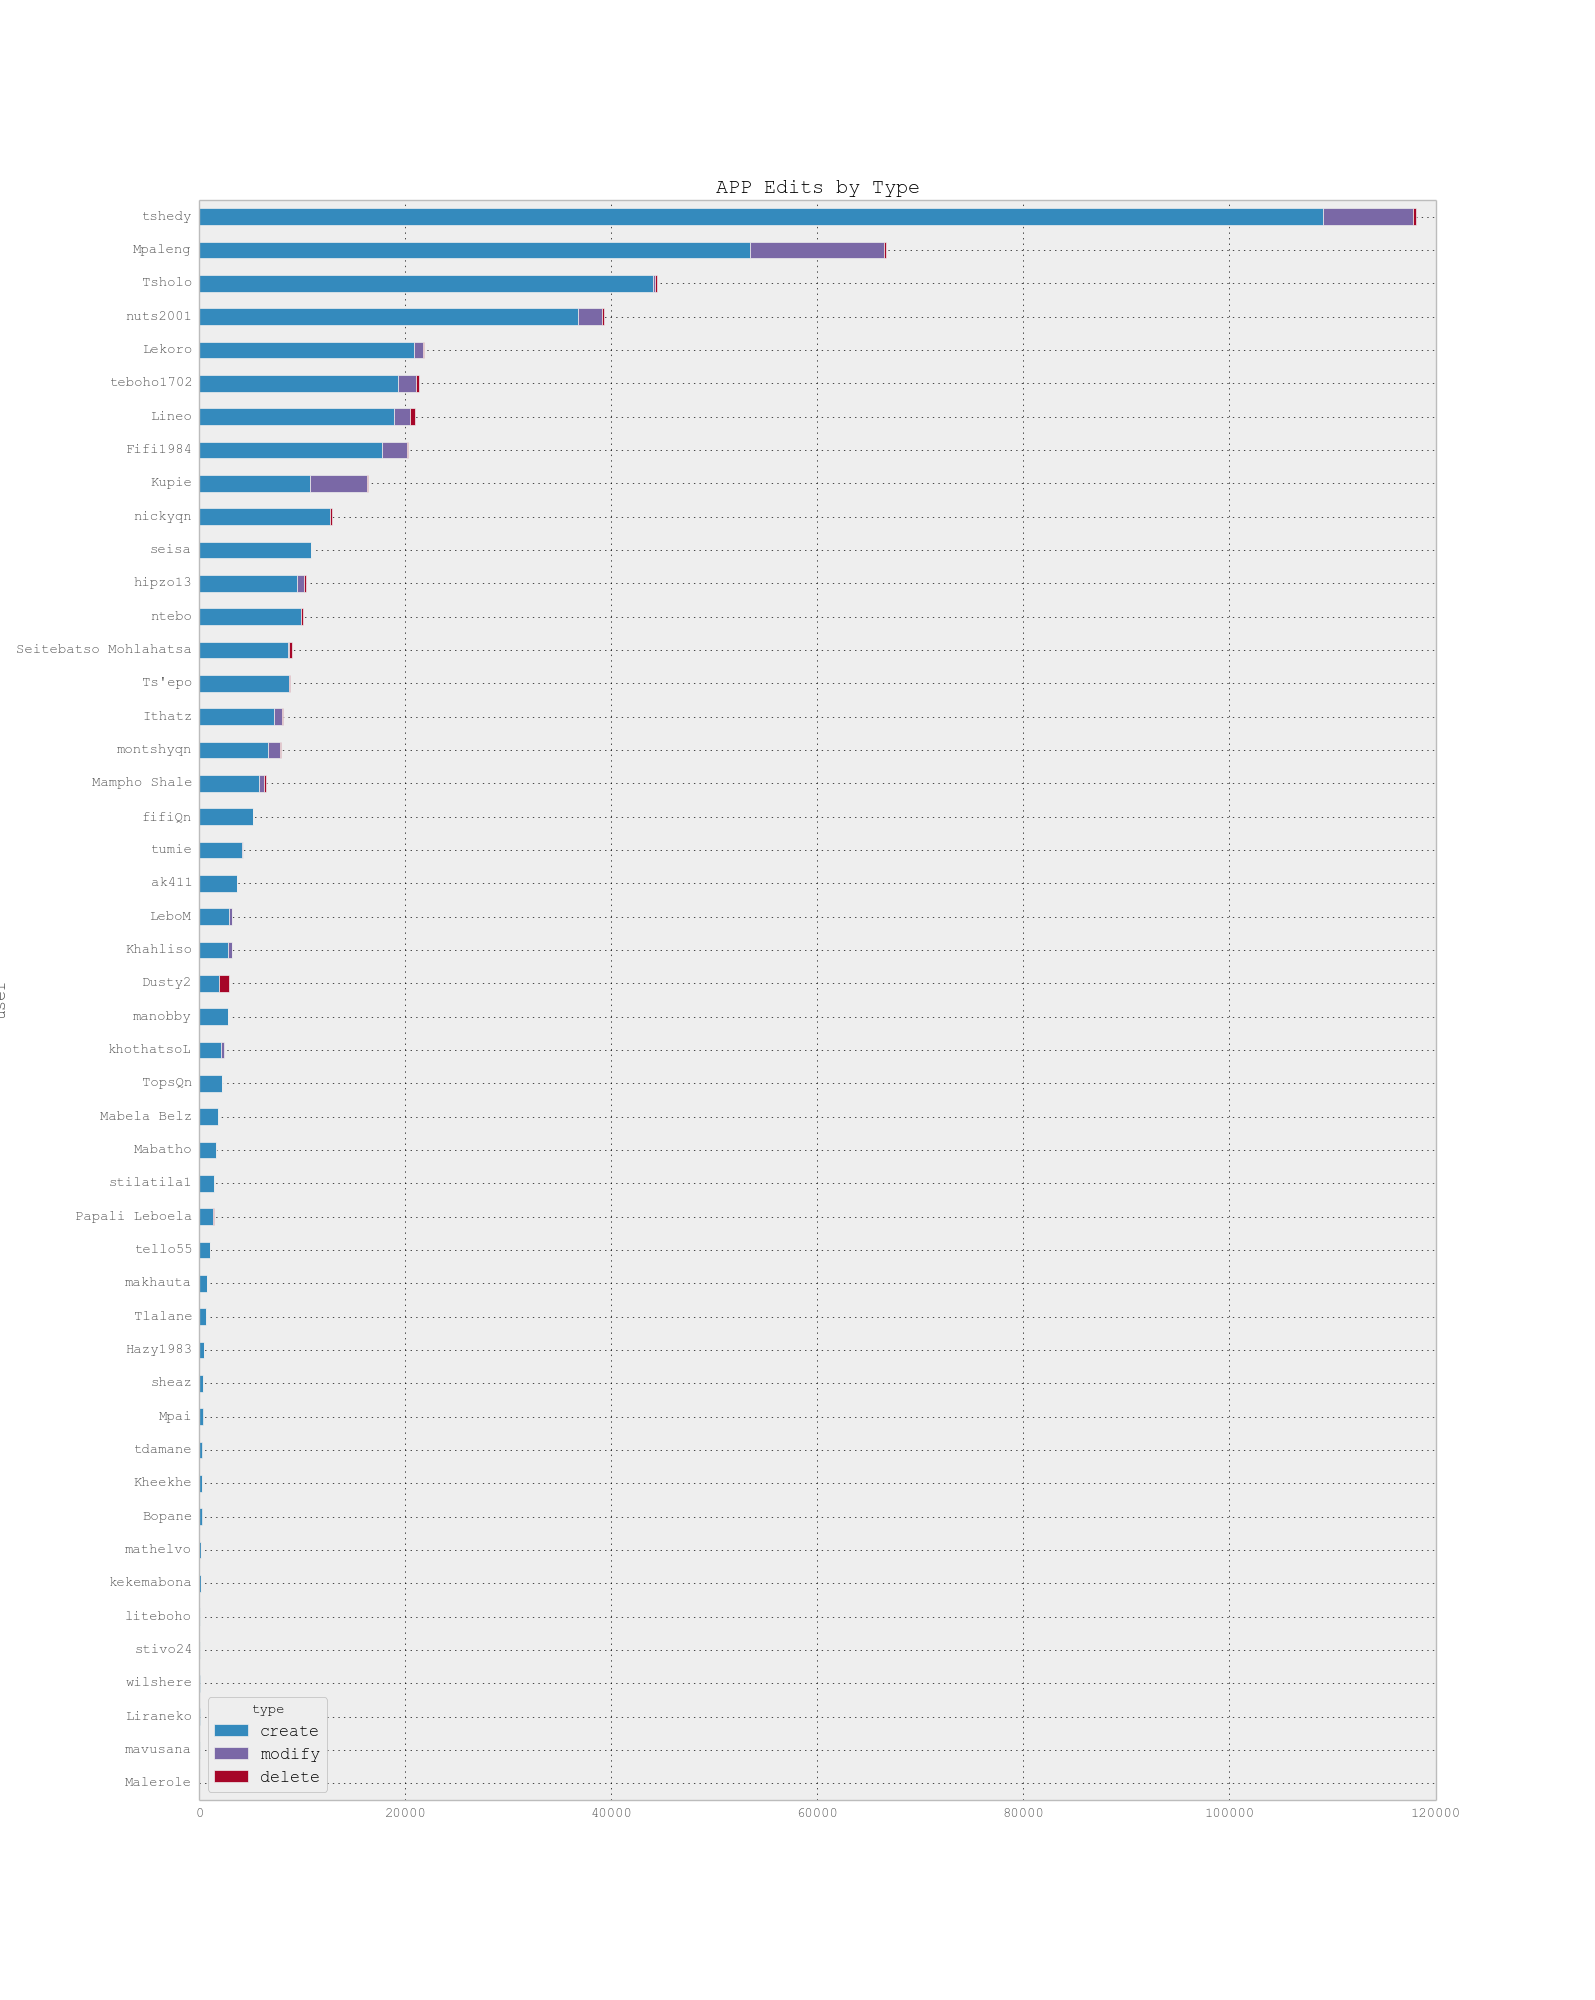 APP Edits by Type
tshedy
Mpaleng
Tsholo
nuts2001
Lekoro
teboho1702
Lineo
Fifi1984
Kupie
nickyqn
seisa
hipzo13
ntebo
Seitebatso Mohlahatsa
Ts'epo
Ithatz
montshyqn
Mampho Shale
fifiQn
tumie
ak411
LeboM
Khahliso
Dusty2
manobby
khothatsoL
TopsQn
Mabela Belz
Mabatho
stilatila1
Papali Leboela
tello55
makhauta
Tlalane
Hazy1983
sheaz
Mpai
tdamane
Kheekhe
Bopane
mathelvo
kekemabona
liteboho
stivo24
wilshere
Liraneko
mavusana
Malerole
user
type
create
modify
delete
0 20000 40000 60000 80000 100000 120000